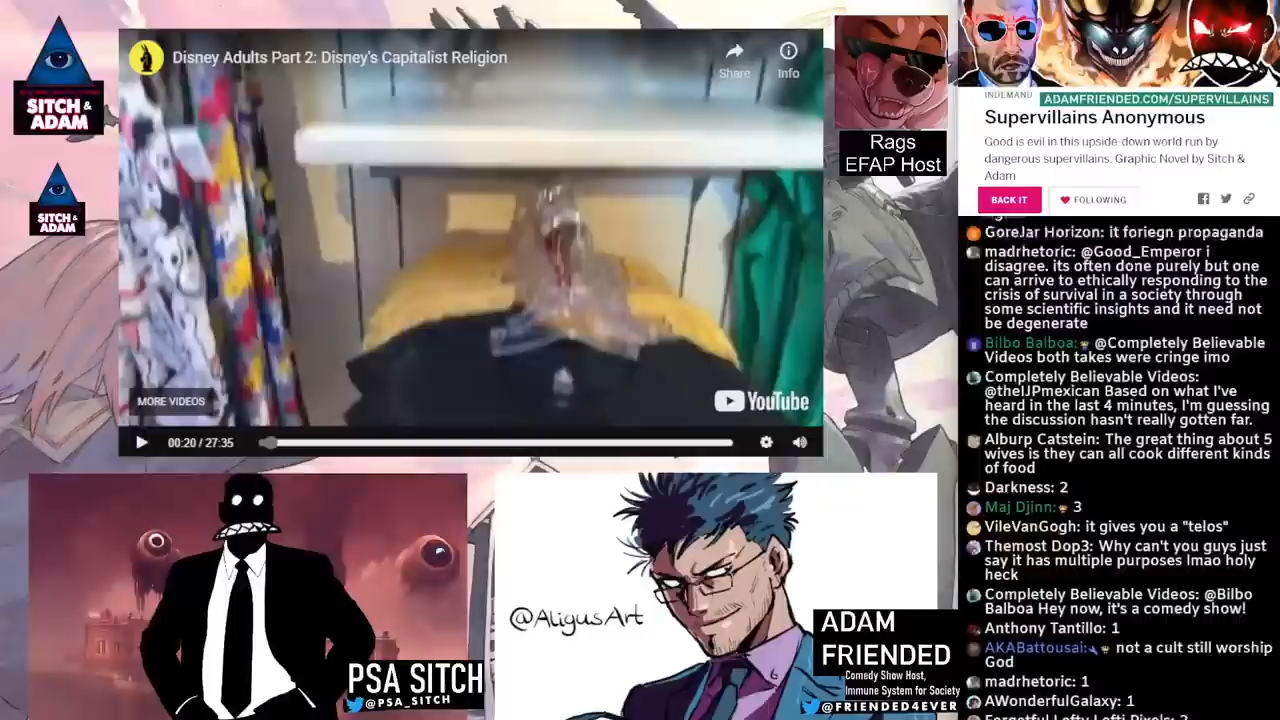 SITCH &
ADAM
SITCH &
ADAM
Disney Adults Part 2: Disney's Capitalist Religion
Share
Info
MORE VIDEOS
YouTube
00:20 / 27:35
Rags
EFAP Host
INDEMAND
ADAMFRIENDED.COM/SUPERVILLAINS
Supervillains Anonymous
Good is evil in this upside-down world run by
dangerous supervillains. Graphic Novel by Sitch &
Adam
BACK IT
FOLLOWING
GoreJar Horizon: it foriegn propaganda
madrhetoric: @Good_Emperor i
disagree. its often done purely but one
can arrive to ethically responding to the
crisis of survival in a society through
some scientific insights and it need not
be degenerate
Bilbo Balboa: @Completely Believable
Videos both takes were cringe imo
Completely Believable Videos:
@theIJPmexican Based on what I've
heard in the last 4 minutes, I'm guessing
the discussion hasn't really gotten far.
Alburp Catstein: The great thing about 5
wives is they can all cook different kinds
of food
Darkness: 2
Maj Djinn: 3
VileVanGogh: it gives you a "telos"
Themost Dop3: Why can't you guys just
say it has multiple purposes lmao holy
heck
Completely Believable Videos: @Bilbo
Balboa Hey now, it's a comedy show!
Anthony Tantillo: 1
AKABattousai: not a cult still worship
God
madrhetoric: 1
AWonderfulGalaxy: 1
PSA SITCH
@PSA_SITCH
@AligusArt
ADAM
FRIENDED
Comedy Show Host,
Immune System for Society
@FRIENDED4EVER